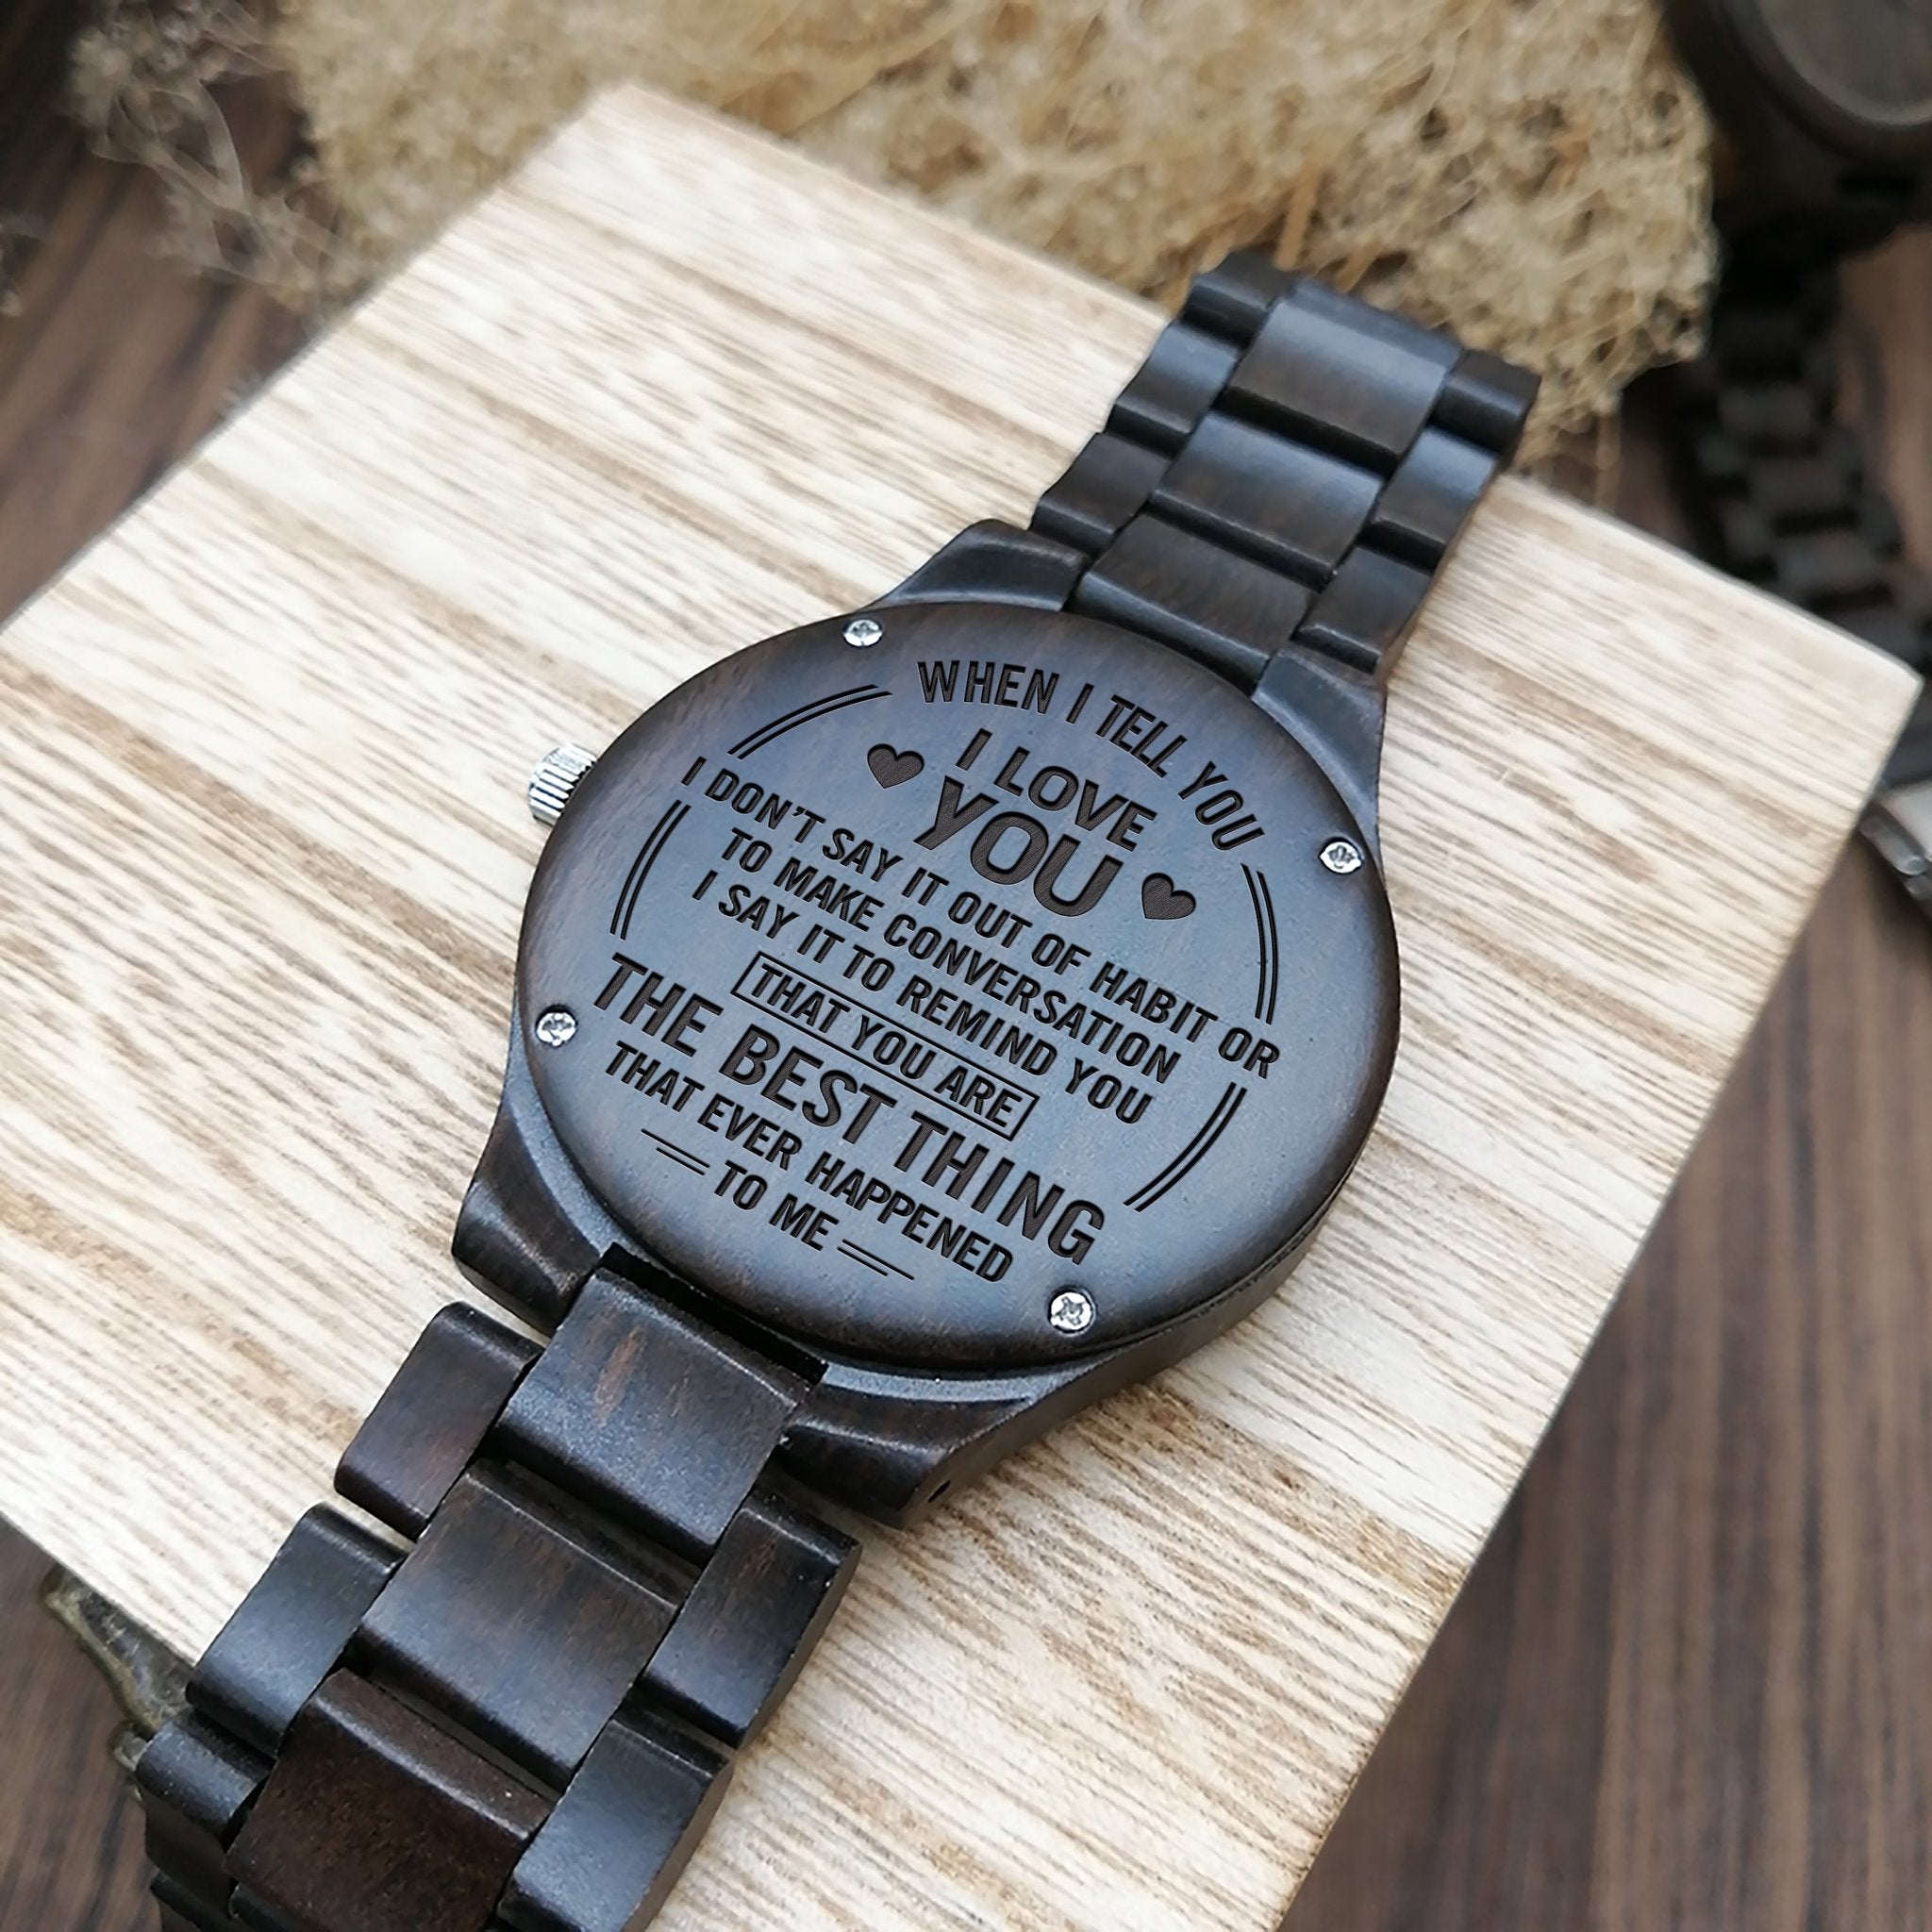 WHEN I TELL YOU
I LOVE
YOU
I DON'T SAY IT OUT OF HABIT OR
TO MAKE CONVERSATION
I SAY IT TO REMIND YOU
THAT YOU ARE
THE BEST THING
THAT EVER HAPPENED
TO ME